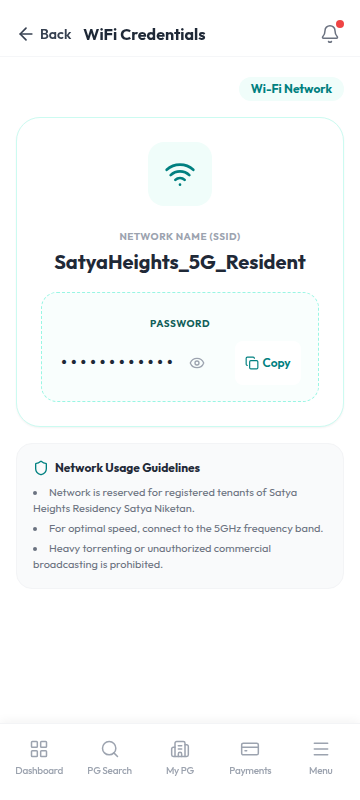 Back WiFi Credentials
Wi-Fi Network
NETWORK NAME (SSID)
SatyaHeights_5G_Resident
PASSWORD
•••••••••••• Copy
Network Usage Guidelines
• Network is reserved for registered tenants of Satya
Heights Residency Satya Niketan.
• For optimal speed, connect to the 5GHz frequency band.
• Heavy torrenting or unauthorized commercial
broadcasting is prohibited.
Dashboard PG Search My PG Payments Menu